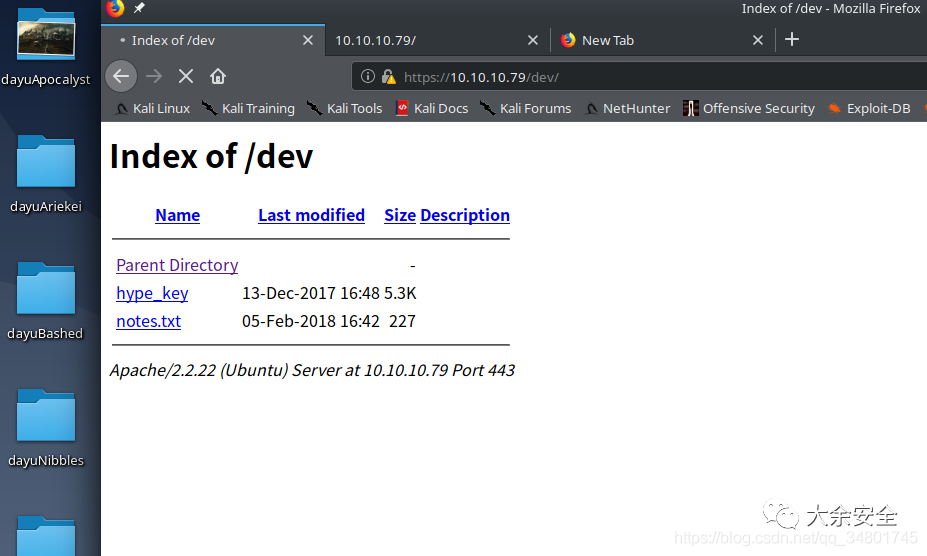 Index of /dev - Mozilla Firefox
Index of /dev
10.10.10.79/
New Tab
https://10.10.10.79/dev/
Kali Linux
Kali Training
Kali Tools
Kali Docs
Kali Forums
NetHunter
Offensive Security
Exploit-DB
dayuApocalyst
dayuAriekei
dayuBashed
dayuNibbles
Index of /dev
Name Last modified Size Description
Parent Directory -
hype_key 13-Dec-2017 16:48 5.3K
notes.txt 05-Feb-2018 16:42 227
Apache/2.2.22 (Ubuntu) Server at 10.10.10.79 Port 443
大余安全
https://blog.csdn.net/qq_34801745